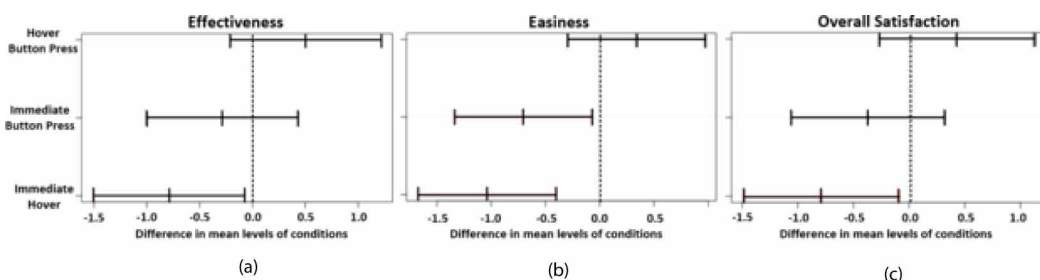 Effectiveness
Easiness
Overall Satisfaction
Hover
Button Press
Immediate
Button Press
Immediate
Hover
-1.5 -1.0 -0.5 0.0 0.5 1.0
-1.5 -1.0 -0.5 0.0 0.5
-1.5 -1.0 -0.5 0.0 0.5 1.0
Difference in mean levels of conditions
Difference in mean levels of conditions
Difference in mean levels of conditions
(a)
(b)
(c)